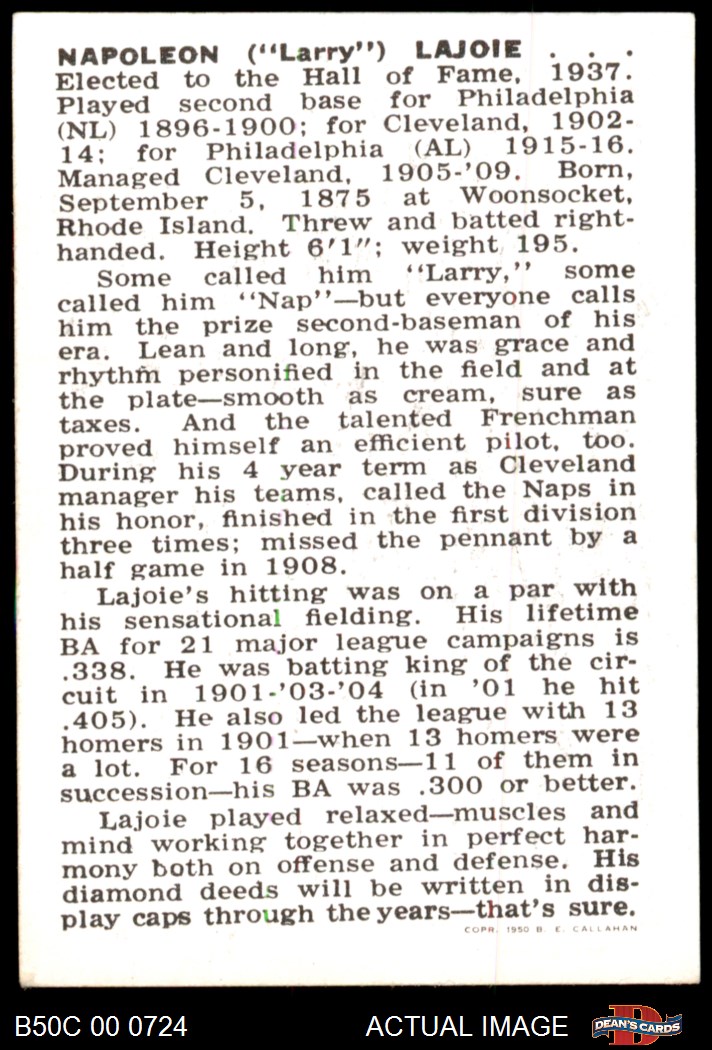 NAPOLEON (“Larry”) LAJOIE . . .
Elected to the Hall of Fame, 1937.
Played second base for Philadelphia
(NL) 1896-1900; for Cleveland, 1902-
14; for Philadelphia (AL) 1915-16.
Managed Cleveland, 1905-’09. Born,
September 5, 1875 at Woonsocket,
Rhode Island. Threw and batted right-
handed. Height 6′1″; weight 195.
Some called him “Larry,” some
called him “Nap”—but everyone calls
him the prize second-baseman of his
era. Lean and long, he was grace and
rhythm personified in the field and at
the plate—smooth as cream, sure as
taxes. And the talented Frenchman
proved himself an efficient pilot, too.
During his 4 year term as Cleveland
manager his teams, called the Naps in
his honor, finished in the first division
three times; missed the pennant by a
half game in 1908.
Lajoie’s hitting was on a par with
his sensational fielding. His lifetime
BA for 21 major league campaigns is
.338. He was batting king of the cir-
cuit in 1901-’03-’04 (in ’01 he hit
.405). He also led the league with 13
homers in 1901—when 13 homers were
a lot. For 16 seasons—11 of them in
succession—his BA was .300 or better.
Lajoie played relaxed—muscles and
mind working together in perfect har-
mony both on offense and defense. His
diamond deeds will be written in dis-
play caps through the years—that’s sure.
COPR. 1950 B. E. CALLAHAN
B50C 00 0724 ACTUAL IMAGE D DEAN'S CARDS